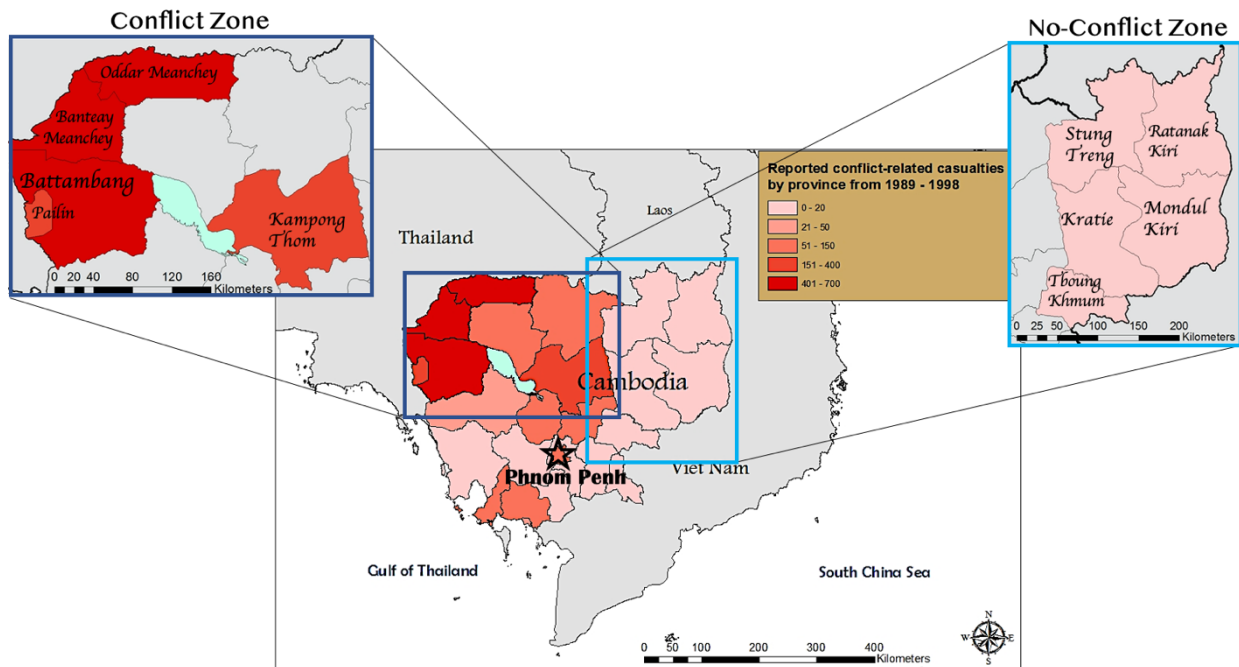 Conflict Zone
No-Conflict Zone
Oddar Meanchey
Banteay
Meanchey
Battambang
Pailin
Kampong
Thom
0 20 40 80 120 160
Kilometers
Stung
Treng
Ratanak
Kiri
Kratie
Mondul
Kiri
Tboung
Khmum
0 25 50 100 150 200
Kilometers
Reported conflict-related casualties
by province from 1989 - 1998
0 - 20
21 - 50
51 - 150
151 - 400
401 - 700
Laos
Thailand
Cambodia
Viet Nam
Phnom Penh
Gulf of Thailand
South China Sea
N
W E
S
0 50 100 200 300 400
Kilometers